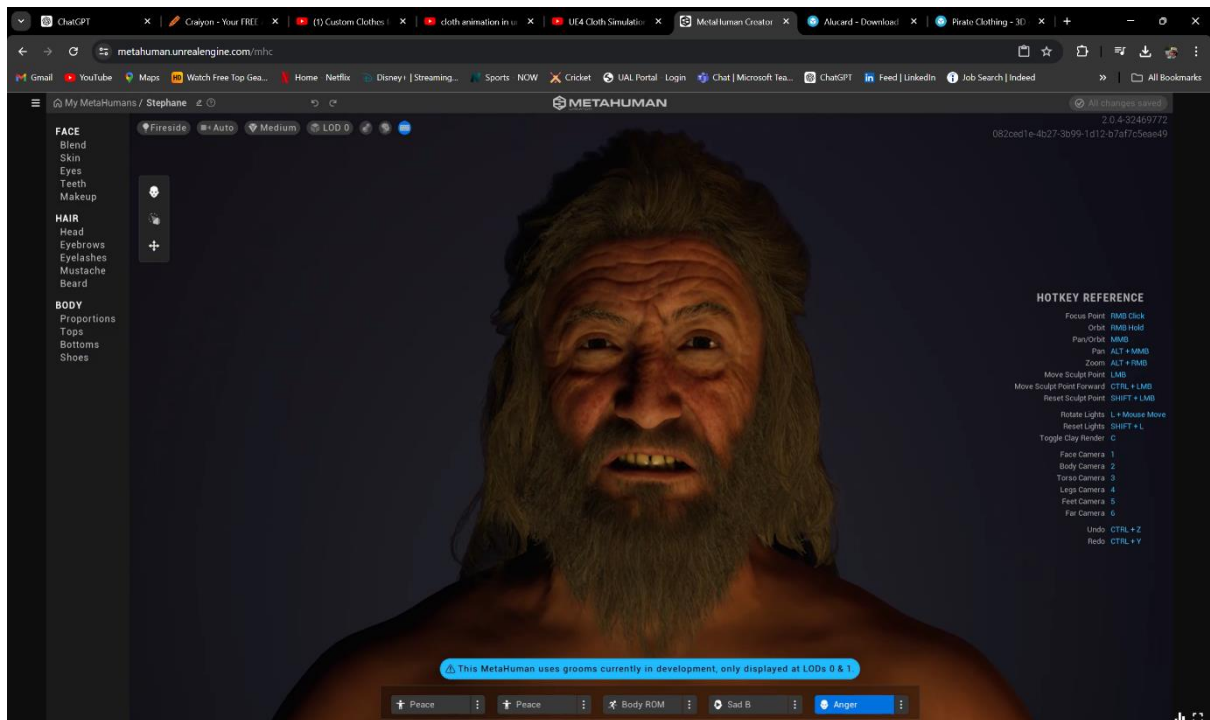 ChatGPT
Craiyon - Your FREE
(1) Custom Clothes
cloth animation in u
UE4 Cloth Simulatio
MetaHuman Creator
Alucard - Download
Pirate Clothing - 3D
metahuman.unrealengine.com/mhc
Gmail YouTube Maps Watch Free Top Gea... Home - Netflix Disney+ | Streaming... Sports NOW Cricket UAL Portal - Login Chat | Microsoft Tea... ChatGPT Feed | LinkedIn Job Search | Indeed » All Bookmarks
My MetaHumans / Stephane
METAHUMAN
All changes saved
2.0.4-32469772
082ced1e-4b27-3b99-1d12-b7af7c5eae49
Fireside Auto Medium LOD 0
FACE
Blend
Skin
Eyes
Teeth
Makeup
HAIR
Head
Eyebrows
Eyelashes
Mustache
Beard
BODY
Proportions
Tops
Bottoms
Shoes
HOTKEY REFERENCE
Focus Point RMB Click
Orbit RMB Hold
Pan/Orbit MMB
Pan ALT + MMB
Zoom ALT + RMB
Move Sculpt Point LMB
Move Sculpt Point Forward CTRL + LMB
Reset Sculpt Point SHIFT + LMB
Rotate Lights L + Mouse Move
Reset Lights SHIFT + L
Toggle Clay Render C
Face Camera 1
Body Camera 2
Torso Camera 3
Legs Camera 4
Feet Camera 5
Far Camera 6
Undo CTRL + Z
Redo CTRL + Y
This MetaHuman uses grooms currently in development, only displayed at LODs 0 & 1.
Peace Peace Body ROM Sad B Anger